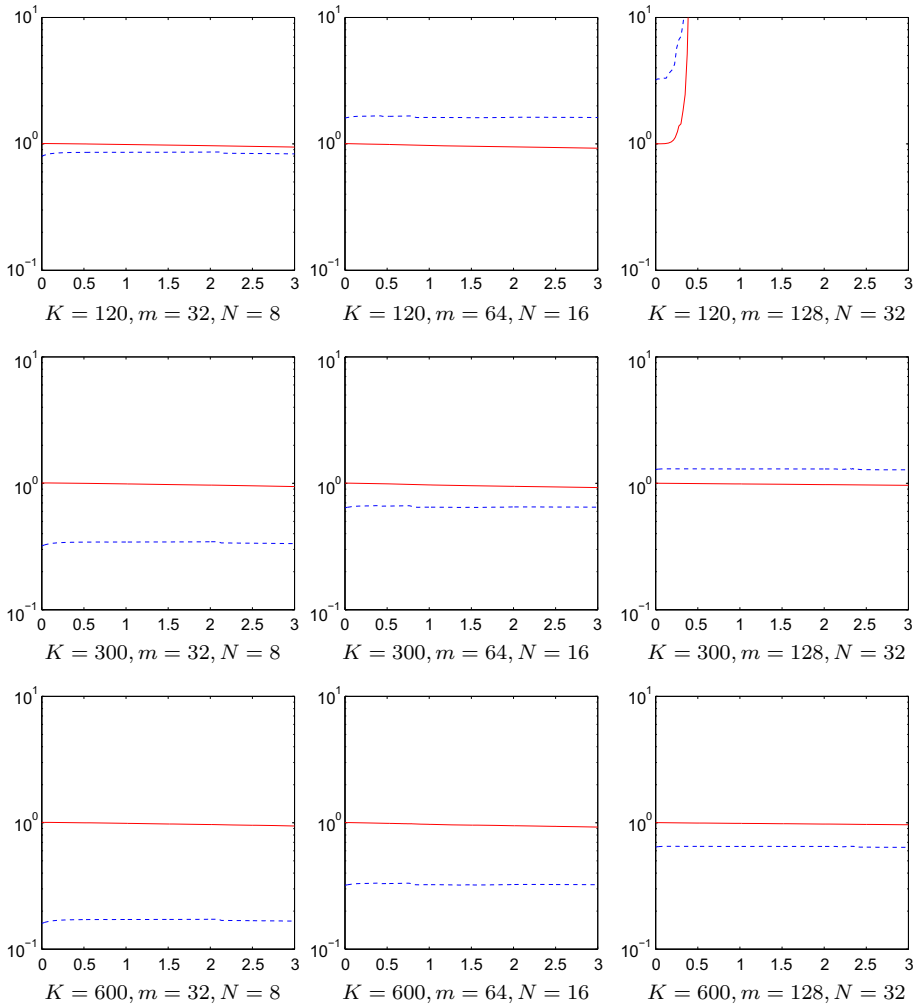 10^1 10^1 10^1
10^0 10^0 10^0
10^-1 10^-1 10^-1
0 0.5 1 1.5 2 2.5 3 0 0.5 1 1.5 2 2.5 3 0 0.5 1 1.5 2 2.5 3
K = 120, m = 32, N = 8 K = 120, m = 64, N = 16 K = 120, m = 128, N = 32
10^1 10^1 10^1
10^0 10^0 10^0
10^-1 10^-1 10^-1
0 0.5 1 1.5 2 2.5 3 0 0.5 1 1.5 2 2.5 3 0 0.5 1 1.5 2 2.5 3
K = 300, m = 32, N = 8 K = 300, m = 64, N = 16 K = 300, m = 128, N = 32
10^1 10^1 10^1
10^0 10^0 10^0
10^-1 10^-1 10^-1
0 0.5 1 1.5 2 2.5 3 0 0.5 1 1.5 2 2.5 3 0 0.5 1 1.5 2 2.5 3
K = 600, m = 32, N = 8 K = 600, m = 64, N = 16 K = 600, m = 128, N = 32